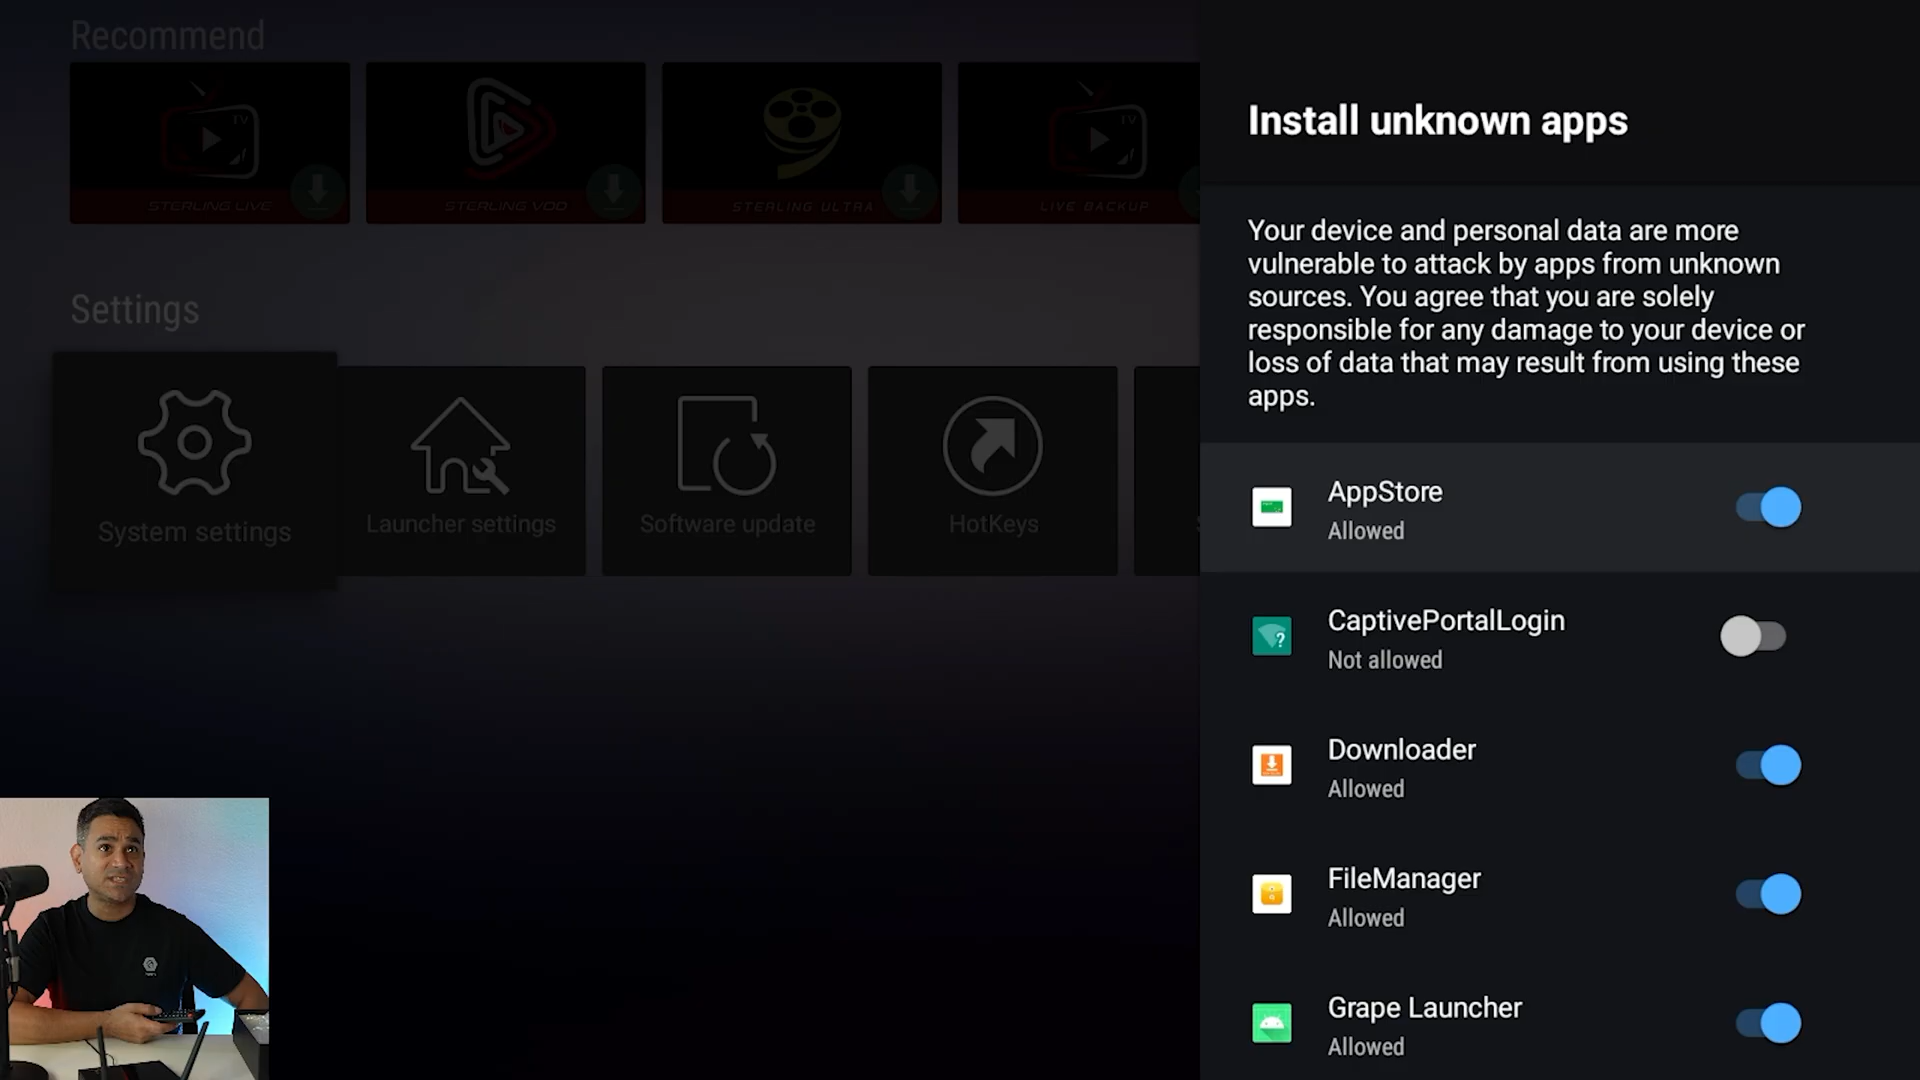 Recommend
TV
TV
STERLING LIVE
STERLING VOD
STERLING ULTRA
LIVE BACKUP
Settings
System settings
Launcher settings
Software update
HotKeys
Install unknown apps
Your device and personal data are more
vulnerable to attack by apps from unknown
sources. You agree that you are solely
responsible for any damage to your device or
loss of data that may result from using these
apps.
AppStore
Allowed
CaptivePortalLogin
Not allowed
Downloader
Allowed
FileManager
Allowed
Grape Launcher
Allowed